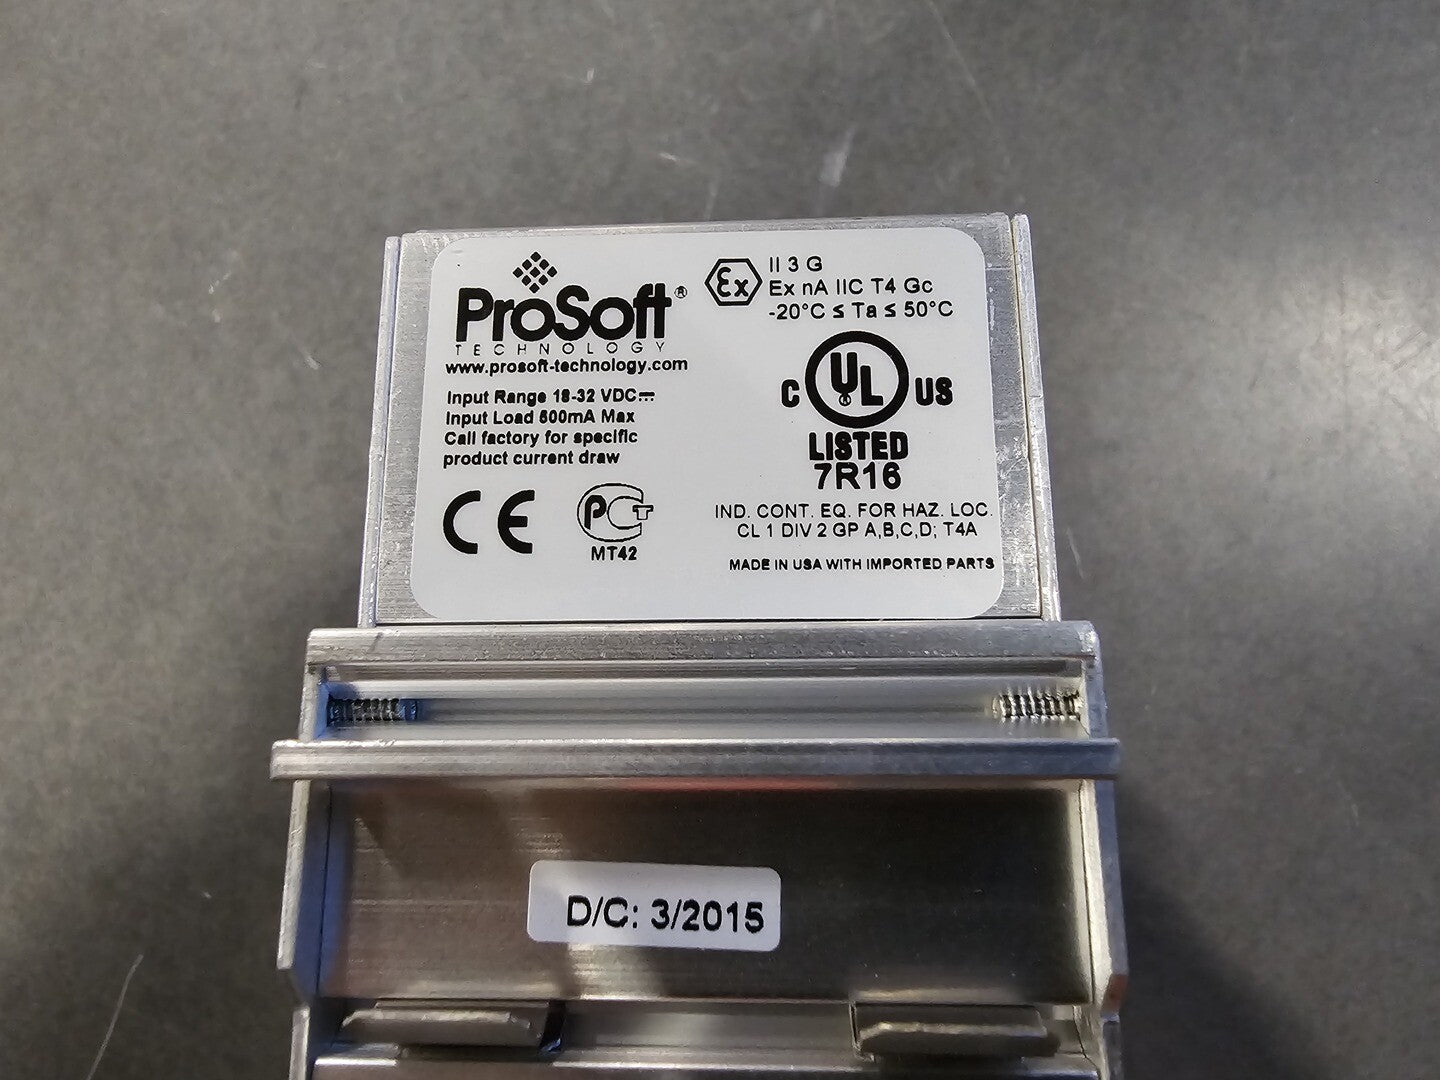 ProSoft®
TECHNOLOGY
www.prosoft-technology.com
Input Range 18-32 VDC⎓
Input Load 600mA Max
Call factory for specific
product current draw
CE
PCT
MT42
Ex
II 3 G
Ex nA IIC T4 Gc
-20°C ≤ Ta ≤ 50°C
C UL® US
LISTED
7R16
IND. CONT. EQ. FOR HAZ. LOC.
CL 1 DIV 2 GP A,B,C,D; T4A
MADE IN USA WITH IMPORTED PARTS
D/C: 3/2015